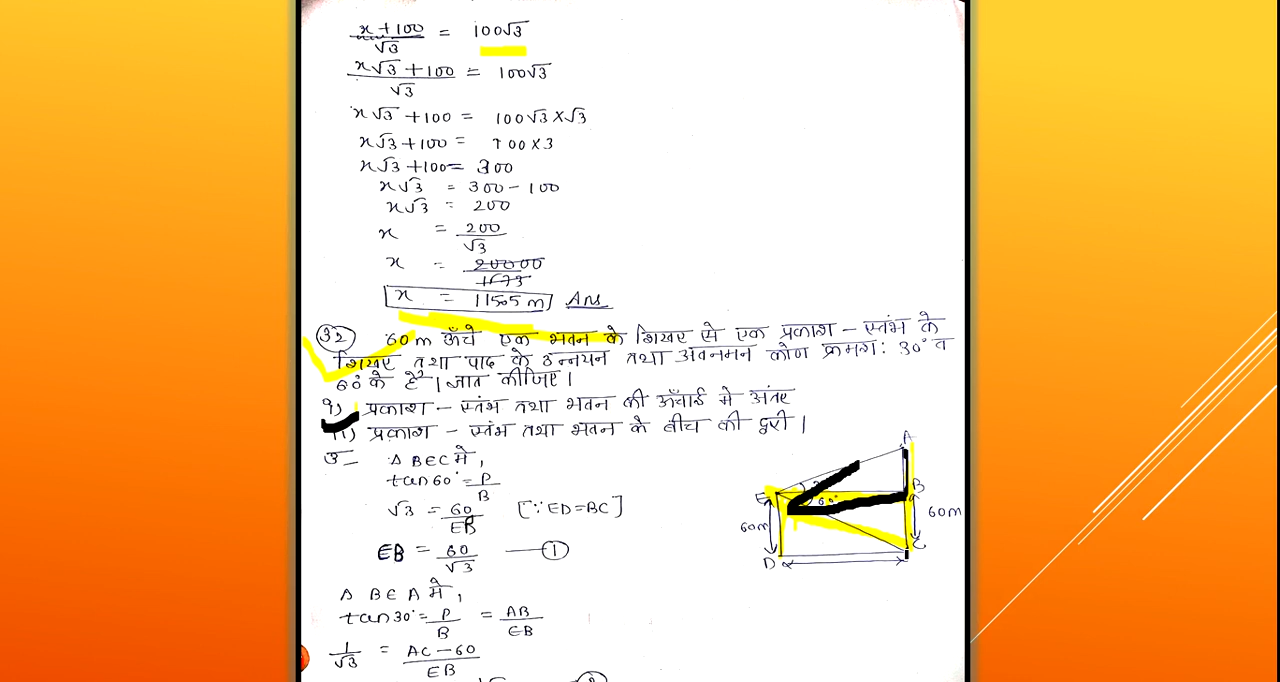 x + 100 / √3 = 100√3
x√3 + 100 / √3 = 100√3
x√3 + 100 = 100√3 × √3
x√3 + 100 = 100 × 3
x√3 + 100 = 300
x√3 = 300 - 100
x√3 = 200
x = 200 / √3
x = 20000 / 1573
x = 115.5 m Ans
32 60 m ऊँचे एक भवन के शिखर से एक प्रकाश - स्तंभ के
शिखर तथा पाद के उन्नयन तथा अवनमन कोण क्रमशः 30° व
60° के है। ज्ञात कीजिए।
प्रकाश - स्तंभ तथा भवन की ऊँचाई मे अंतर
प्रकाश - स्तंभ तथा भवन के बीच की दूरी।
उ- Δ BEC मे,
tan 60° = P / B
√3 = 60 / EB [∵ ED = BC]
EB = 60 / √3 —— 1
Δ BEA मे,
tan 30° = P / B = AB / EB
1 / √3 = AC - 60 / EB
A
E B
60°
60m 60m
C
D